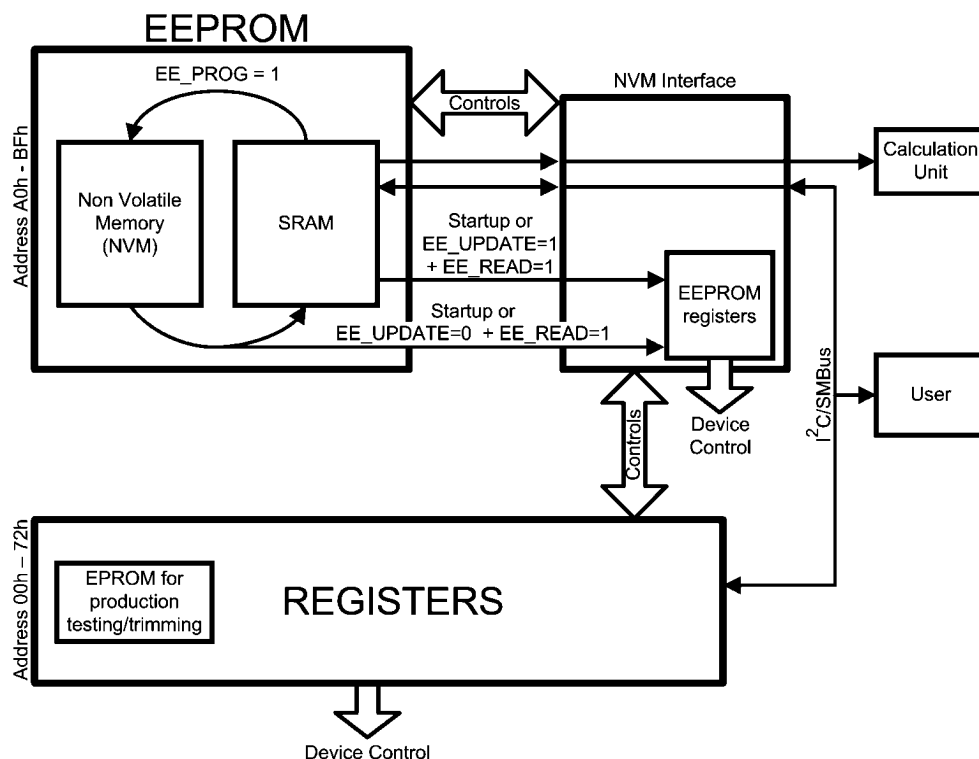 EEPROM
EE_PROG = 1
Address A0h - BFh
Non Volatile
Memory
(NVM)
SRAM
Controls
NVM Interface
Calculation
Unit
Startup or
EE_UPDATE=1
+ EE_READ=1
EEPROM
registers
Startup or
EE_UPDATE=0 + EE_READ=1
Device
Control
Controls
I²C/SMBus
User
Address 00h – 72h
EPROM for
production
testing/trimming
REGISTERS
Device Control